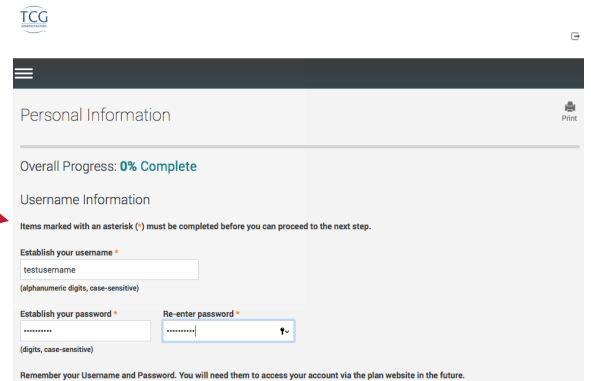 TCG
Personal Information
Print
Overall Progress: 0% Complete
Username Information
Items marked with an asterisk (*) must be completed before you can proceed to the next step.
Establish your username *
testusername
(alphanumeric digits, case-sensitive)
Establish your password * Re-enter password *
•••••••••• ••••••••••
(digits, case-sensitive)
Remember your Username and Password. You will need them to access your account via the plan website in the future.